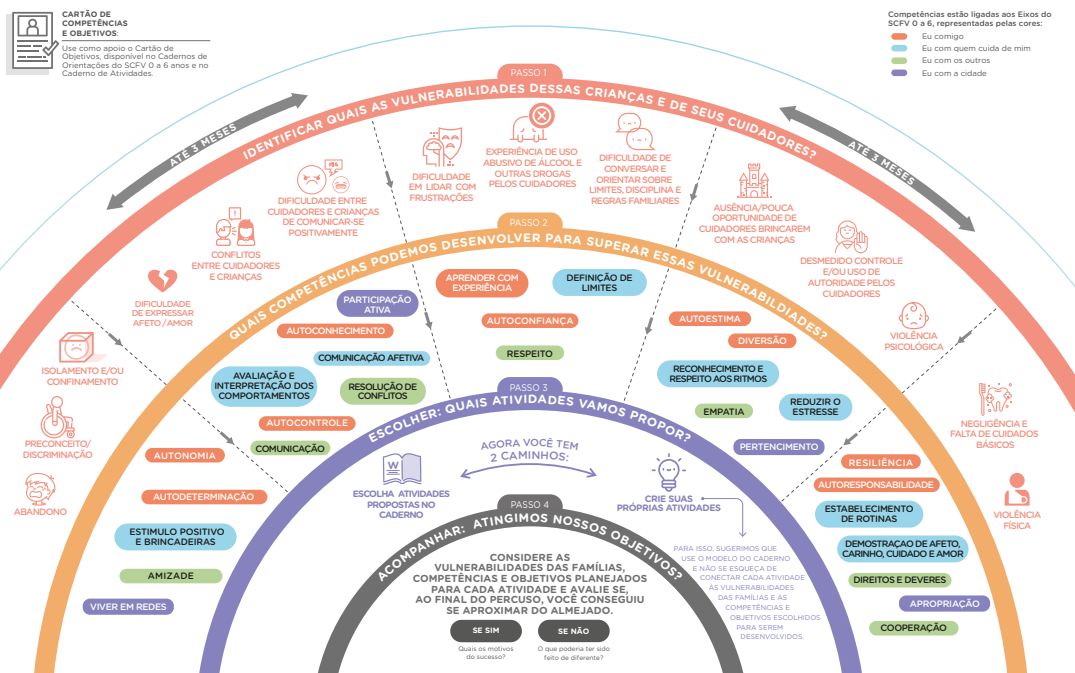 CARTÃO DE
COMPETÊNCIAS
E OBJETIVOS:
Use como apoio o Cartão de
Objetivos, disponível no Cadernos de
Orientações do SCFV 0 a 6 anos e no
Caderno de Atividades.
Competências estão ligadas aos Eixos do
SCFV 0 a 6, representadas pelas cores:
Eu comigo
Eu com quem cuida de mim
Eu com os outros
Eu com a cidade
PASSO 1
IDENTIFICAR QUAIS AS VULNERABILIDADES DESSAS CRIANÇAS E DE SEUS CUIDADORES?
ATÉ 3 MESES
ATÉ 3 MESES
ABANDONO
PRECONCEITO/
DISCRIMINAÇÃO
ISOLAMENTO E/OU
CONFINAMENTO
DIFICULDADE
DE EXPRESSAR
AFETO / AMOR
CONFLITOS
ENTRE CUIDADORES
E CRIANÇAS
DIFICULDADE ENTRE
CUIDADORES E CRIANÇAS
DE COMUNICAR-SE
POSITIVAMENTE
DIFICULDADE
EM LIDAR COM
FRUSTRAÇÕES
EXPERIÊNCIA DE USO
ABUSIVO DE ÁLCOOL E
OUTRAS DROGAS
PELOS CUIDADORES
DIFICULDADE DE
CONVERSAR E
ORIENTAR SOBRE
LIMITES, DISCIPLINA E
REGRAS FAMILIARES
AUSÊNCIA/POUCA
OPORTUNIDADE DE
CUIDADORES BRINCAREM
COM AS CRIANÇAS
DESMEDIDO CONTROLE
E/OU USO DE
AUTORIDADE PELOS
CUIDADORES
VIOLÊNCIA
PSICOLÓGICA
NEGLIGÊNCIA E
FALTA DE CUIDADOS
BÁSICOS
VIOLÊNCIA
FÍSICA
PASSO 2
QUAIS COMPETÊNCIAS PODEMOS DESENVOLVER PARA SUPERAR ESSAS VULNERABILDIADES?
AUTONOMIA
AUTODETERMINAÇÃO
ESTIMULO POSITIVO
E BRINCADEIRAS
AMIZADE
VIVER EM REDES
PARTICIPAÇÃO
ATIVA
AUTOCONHECIMENTO
COMUNICAÇÃO AFETIVA
AVALIAÇÃO E
INTERPRETAÇÃO DOS
COMPORTAMENTOS
RESOLUÇÃO DE
CONFLITOS
AUTOCONTROLE
COMUNICAÇÃO
APRENDER COM
EXPERIÊNCIA
DEFINIÇÃO DE
LIMITES
AUTOCONFIANÇA
RESPEITO
AUTOESTIMA
DIVERSÃO
RECONHECIMENTO E
RESPEITO AOS RITMOS
REDUZIR O
ESTRESSE
EMPATIA
PERTENCIMENTO
RESILIÊNCIA
AUTORESPONSABILIDADE
ESTABELECIMENTO
DE ROTINAS
DEMOSTRAÇAO DE AFETO,
CARINHO, CUIDADO E AMOR
DIREITOS E DEVERES
APROPRIAÇÃO
COOPERAÇÃO
PASSO 3
ESCOLHER: QUAIS ATIVIDADES VAMOS PROPOR?
AGORA VOCÊ TEM
2 CAMINHOS:
W
ESCOLHA ATIVIDADES
PROPOSTAS NO
CADERNO
CRIE SUAS
PRÓPRIAS ATIVIDADES
PARA ISSO, SUGERIMOS QUE
USE O MODELO DO CADERNO
E NÃO SE ESQUEÇA DE
CONECTAR CADA ATIVIDADE
ÀS VULNERABILIDADES
DAS FAMÍLIAS E ÀS
COMPETÊNCIAS E
OBJETIVOS ESCOLHIDOS
PARA SEREM
DESENVOLVIDOS.
PASSO 4
ACOMPANHAR: ATINGIMOS NOSSOS OBJETIVOS?
CONSIDERE AS
VULNERABILIDADES DAS FAMÍLIAS,
COMPETÊNCIAS E OBJETIVOS PLANEJADOS
PARA CADA ATIVIDADE E AVALIE SE,
AO FINAL DO PERCUSO, VOCÊ CONSEGUIU
SE APROXIMAR DO ALMEJADO.
SE SIM
Quais os motivos
do sucesso?
SE NÃO
O que poderia ter sido
feito de diferente?